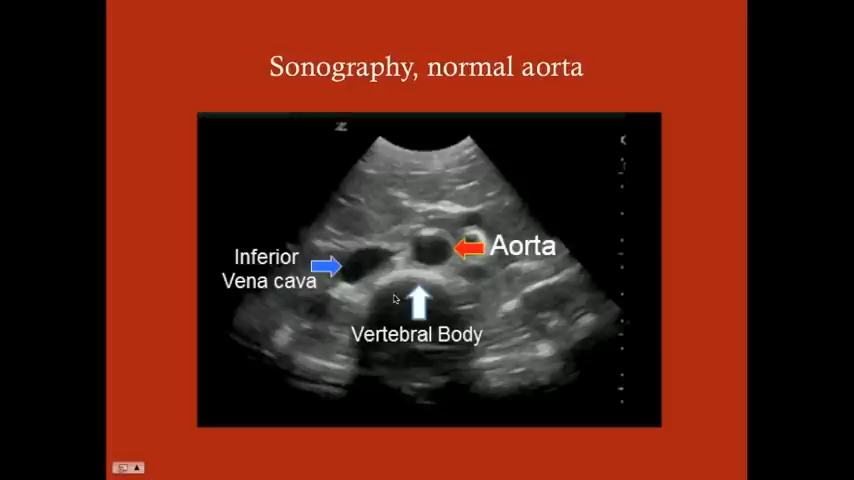 Sonography, normal aorta
Aorta
Inferior
Vena cava
Vertebral Body